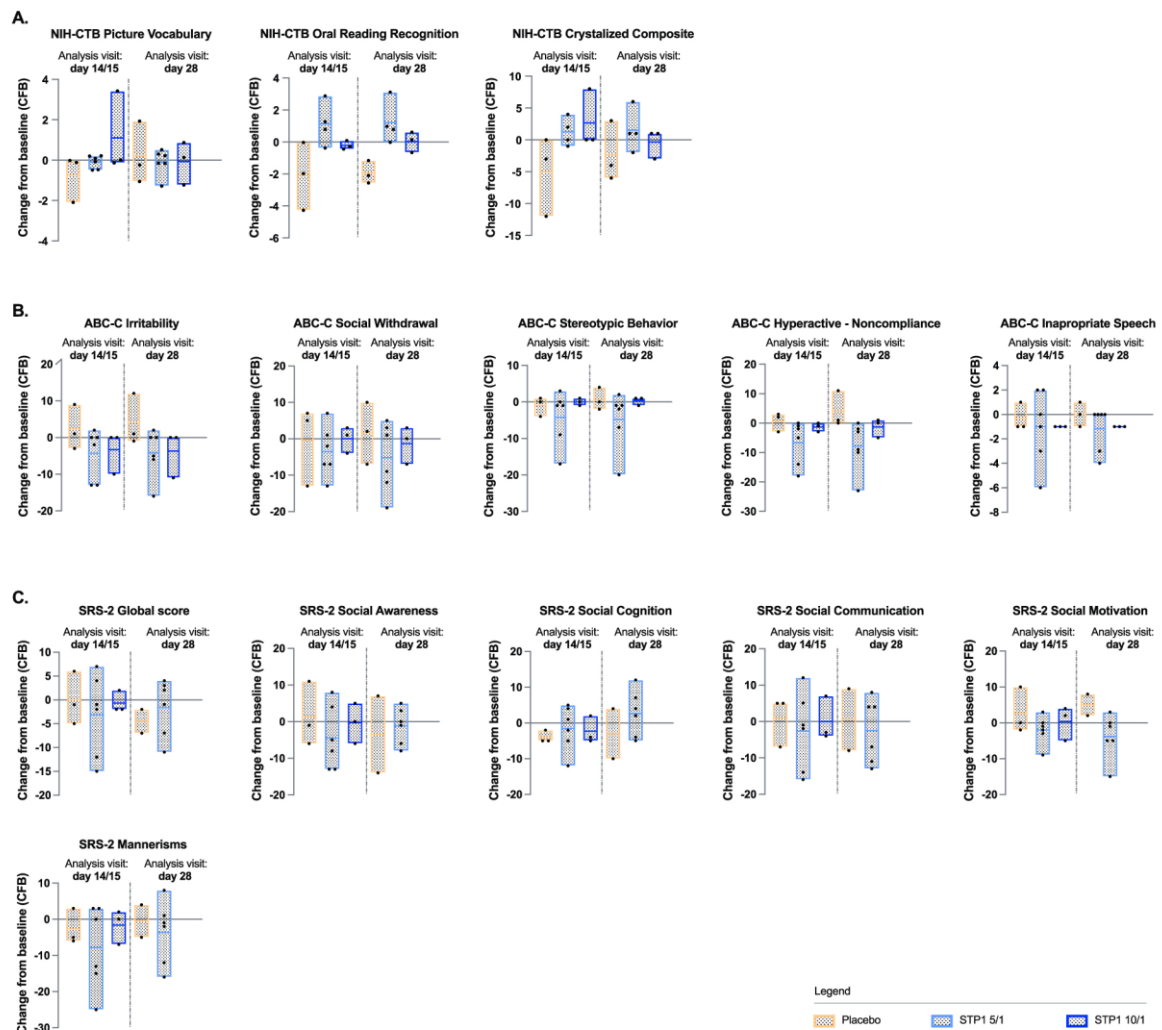 A.
NIH-CTB Picture Vocabulary
Analysis visit: Analysis visit:
day 14/15 day 28
Change from baseline (CFB)
4
2
0
-2
-4
NIH-CTB Oral Reading Recognition
Analysis visit: Analysis visit:
day 14/15 day 28
Change from baseline (CFB)
4
2
0
-2
-4
-6
NIH-CTB Crystalized Composite
Analysis visit: Analysis visit:
day 14/15 day 28
Change from baseline (CFB)
10
5
0
-5
-10
-15
B.
ABC-C Irritability
Analysis visit: Analysis visit:
day 14/15 day 28
Change from baseline (CFB)
20
10
0
-10
-20
ABC-C Social Withdrawal
Analysis visit: Analysis visit:
day 14/15 day 28
Change from baseline (CFB)
20
10
0
-10
-20
ABC-C Stereotypic Behavior
Analysis visit: Analysis visit:
day 14/15 day 28
Change from baseline (CFB)
10
0
-10
-20
-30
ABC-C Hyperactive - Noncompliance
Analysis visit: Analysis visit:
day 14/15 day 28
Change from baseline (CFB)
20
10
0
-10
-20
-30
ABC-C Inapropriate Speech
Analysis visit: Analysis visit:
day 14/15 day 28
Change from baseline (CFB)
4
2
0
-2
-4
-6
-8
C.
SRS-2 Global score
Analysis visit: Analysis visit:
day 14/15 day 28
Change from baseline (CFB)
10
5
0
-5
-10
-15
-20
SRS-2 Social Awareness
Analysis visit: Analysis visit:
day 14/15 day 28
Change from baseline (CFB)
20
10
0
-10
-20
SRS-2 Social Cognition
Analysis visit: Analysis visit:
day 14/15 day 28
Change from baseline (CFB)
20
10
0
-10
-20
SRS-2 Social Communication
Analysis visit: Analysis visit:
day 14/15 day 28
Change from baseline (CFB)
20
10
0
-10
-20
SRS-2 Social Motivation
Analysis visit: Analysis visit:
day 14/15 day 28
Change from baseline (CFB)
20
10
0
-10
-20
SRS-2 Mannerisms
Analysis visit: Analysis visit:
day 14/15 day 28
Change from baseline (CFB)
10
0
-10
-20
-30
Legend
Placebo STP1 5/1 STP1 10/1